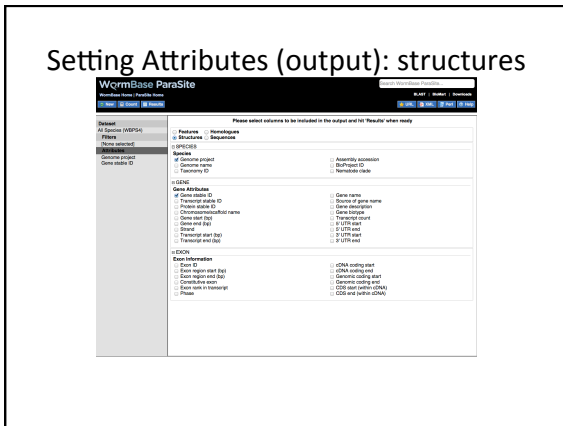 Setting Attributes (output): structures
WormBase ParaSite
Search WormBase ParaSite...
WormBase Home | ParaSite Home
BLAST | BioMart | Downloads
New Count Results
URL XML Perl Help
Please select columns to be included in the output and hit 'Results' when ready
Dataset
All Species (WBPS4)
Filters
[None selected]
Attributes
Genome project
Gene stable ID
Features Homologues
Structures Sequences
SPECIES
Species
Genome project
Genome name
Taxonomy ID
Assembly accession
BioProject ID
Nematode clade
GENE
Gene Attributes
Gene stable ID
Transcript stable ID
Protein stable ID
Chromosome/scaffold name
Gene start (bp)
Gene end (bp)
Strand
Transcript start (bp)
Transcript end (bp)
Gene name
Source of gene name
Gene description
Gene biotype
Transcript count
5' UTR start
5' UTR end
3' UTR start
3' UTR end
EXON
Exon Information
Exon ID
Exon region start (bp)
Exon region end (bp)
Constitutive exon
Exon rank in transcript
Phase
cDNA coding start
cDNA coding end
Genomic coding start
Genomic coding end
CDS start (within cDNA)
CDS end (within cDNA)